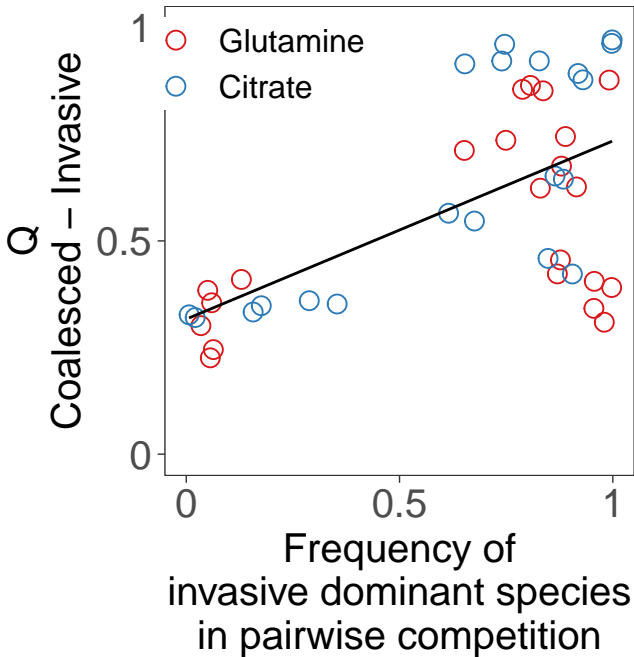 Glutamine
Citrate
Q
Coalesced – Invasive
1
0.5
0
0
0.5
1
Frequency of
invasive dominant species
in pairwise competition